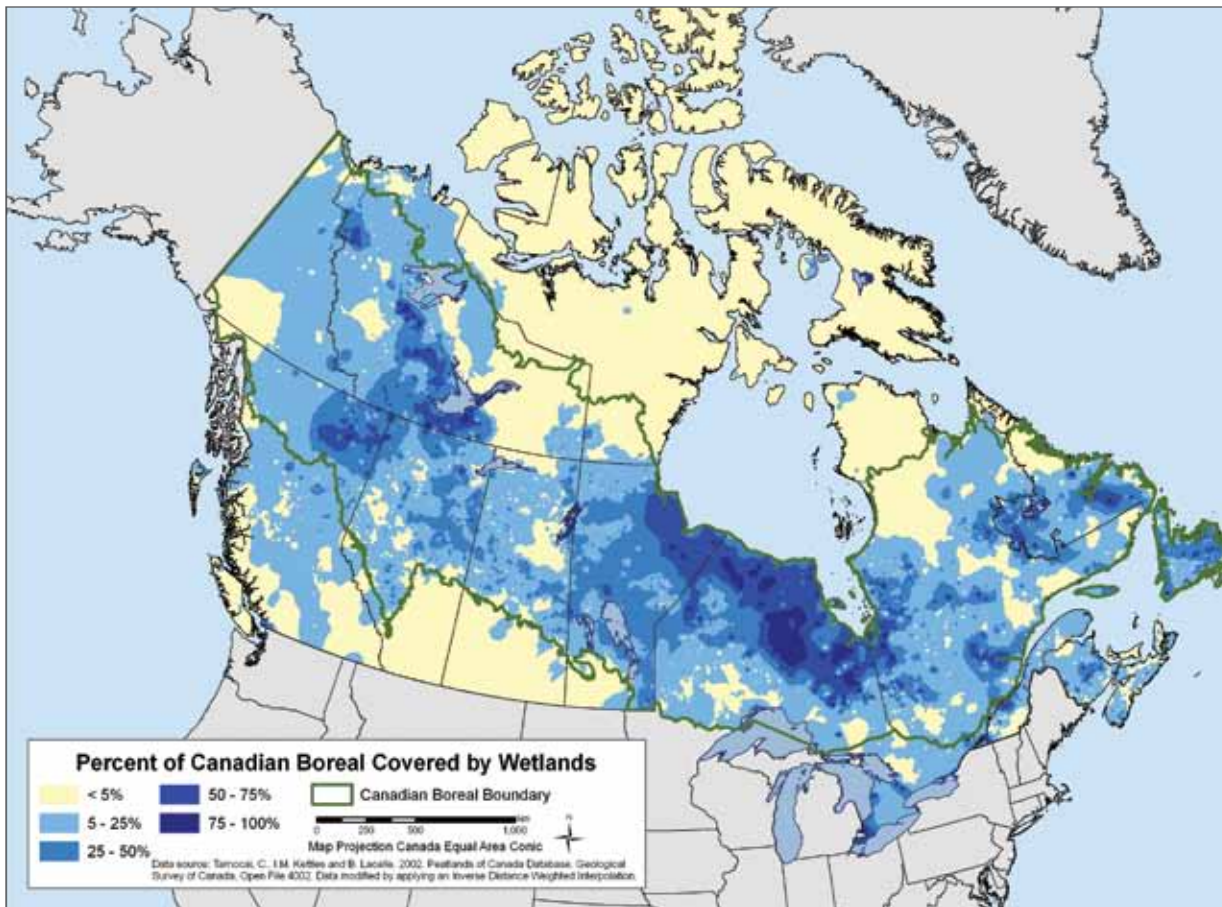 Percent of Canadian Boreal Covered by Wetlands
< 5%
5 - 25%
25 - 50%
50 - 75%
75 - 100%
Canadian Boreal Boundary
km
0 250 500 1,000
N
Map Projection Canada Equal Area Conic
Data source: Tarnocai, C., I.M. Kettles and B. Lacelle. 2002. Peatlands of Canada Database, Geological
Survey of Canada, Open File 4002. Data modified by applying an Inverse Distance Weighted Interpolation.